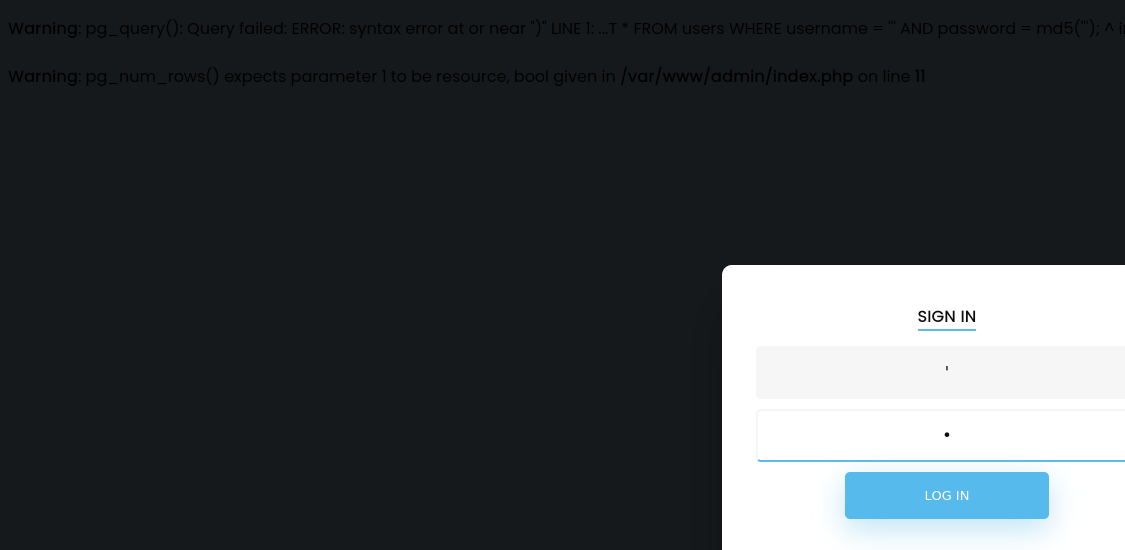 Warning: pg_query(): Query failed: ERROR: syntax error at or near ")" LINE 1: ...T * FROM users WHERE username = ''' AND password = md5('''); ^ i
Warning: pg_num_rows() expects parameter 1 to be resource, bool given in /var/www/admin/index.php on line 11
SIGN IN
'
•
LOG IN